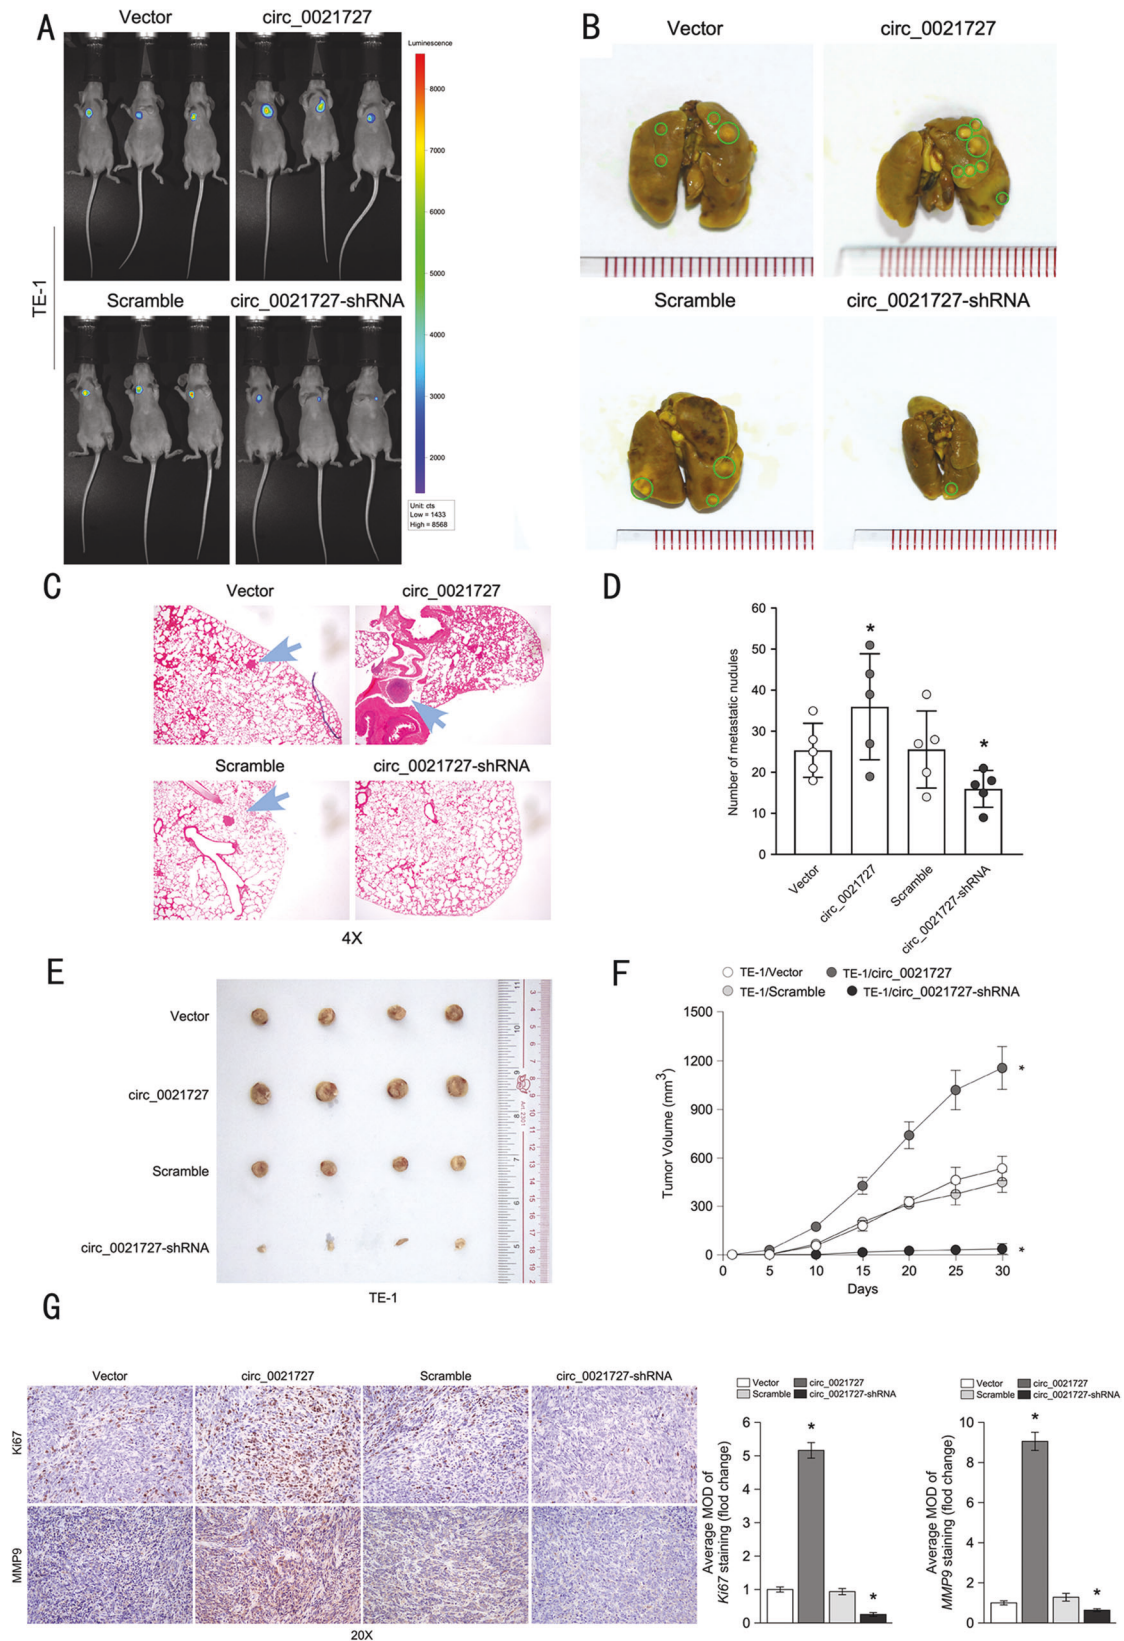 A
Vector
circ_0021727
Luminescence
8000
7000
6000
5000
4000
3000
2000
Unit: cts
Low = 1433
High = 8568
TE-1
Scramble
circ_0021727-shRNA
B
Vector
circ_0021727
Scramble
circ_0021727-shRNA
C
Vector
circ_0021727
Scramble
circ_0021727-shRNA
4X
D
Number of metastatic nudules
60
50
40
30
20
10
0
*
*
Vector
circ_0021727
Scramble
circ_0021727-shRNA
E
Vector
circ_0021727
Scramble
circ_0021727-shRNA
TE-1
F
TE-1/Vector
TE-1/circ_0021727
TE-1/Scramble
TE-1/circ_0021727-shRNA
Tumor Volume (mm3)
1500
1200
900
600
300
0
*
*
0 5 10 15 20 25 30
Days
G
Vector
circ_0021727
Scramble
circ_0021727-shRNA
Ki67
MMP9
20X
Vector
circ_0021727
Scramble
circ_0021727-shRNA
Average MOD of
Ki67 staining (flod change)
6
5
4
3
2
1
0
*
*
Vector
circ_0021727
Scramble
circ_0021727-shRNA
Average MOD of
MMP9 staining (flod change)
10
8
6
4
2
0
*
*